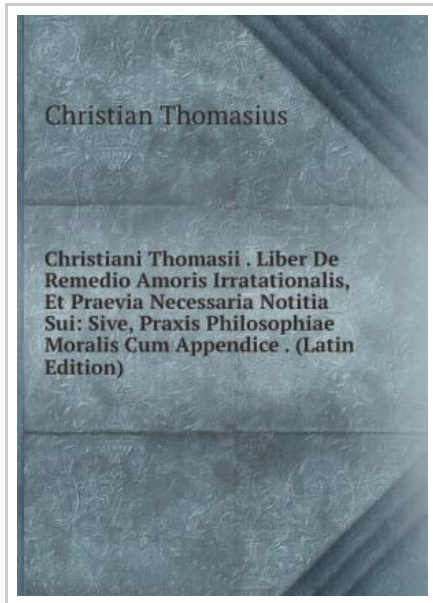 Christian Thomasius
Christiani Thomasii . Liber De
Remedio Amoris Irratationalis,
Et Praevia Necessaria Notitia
Sui: Sive, Praxis Philosophiae
Moralis Cum Appendice . (Latin
Edition)